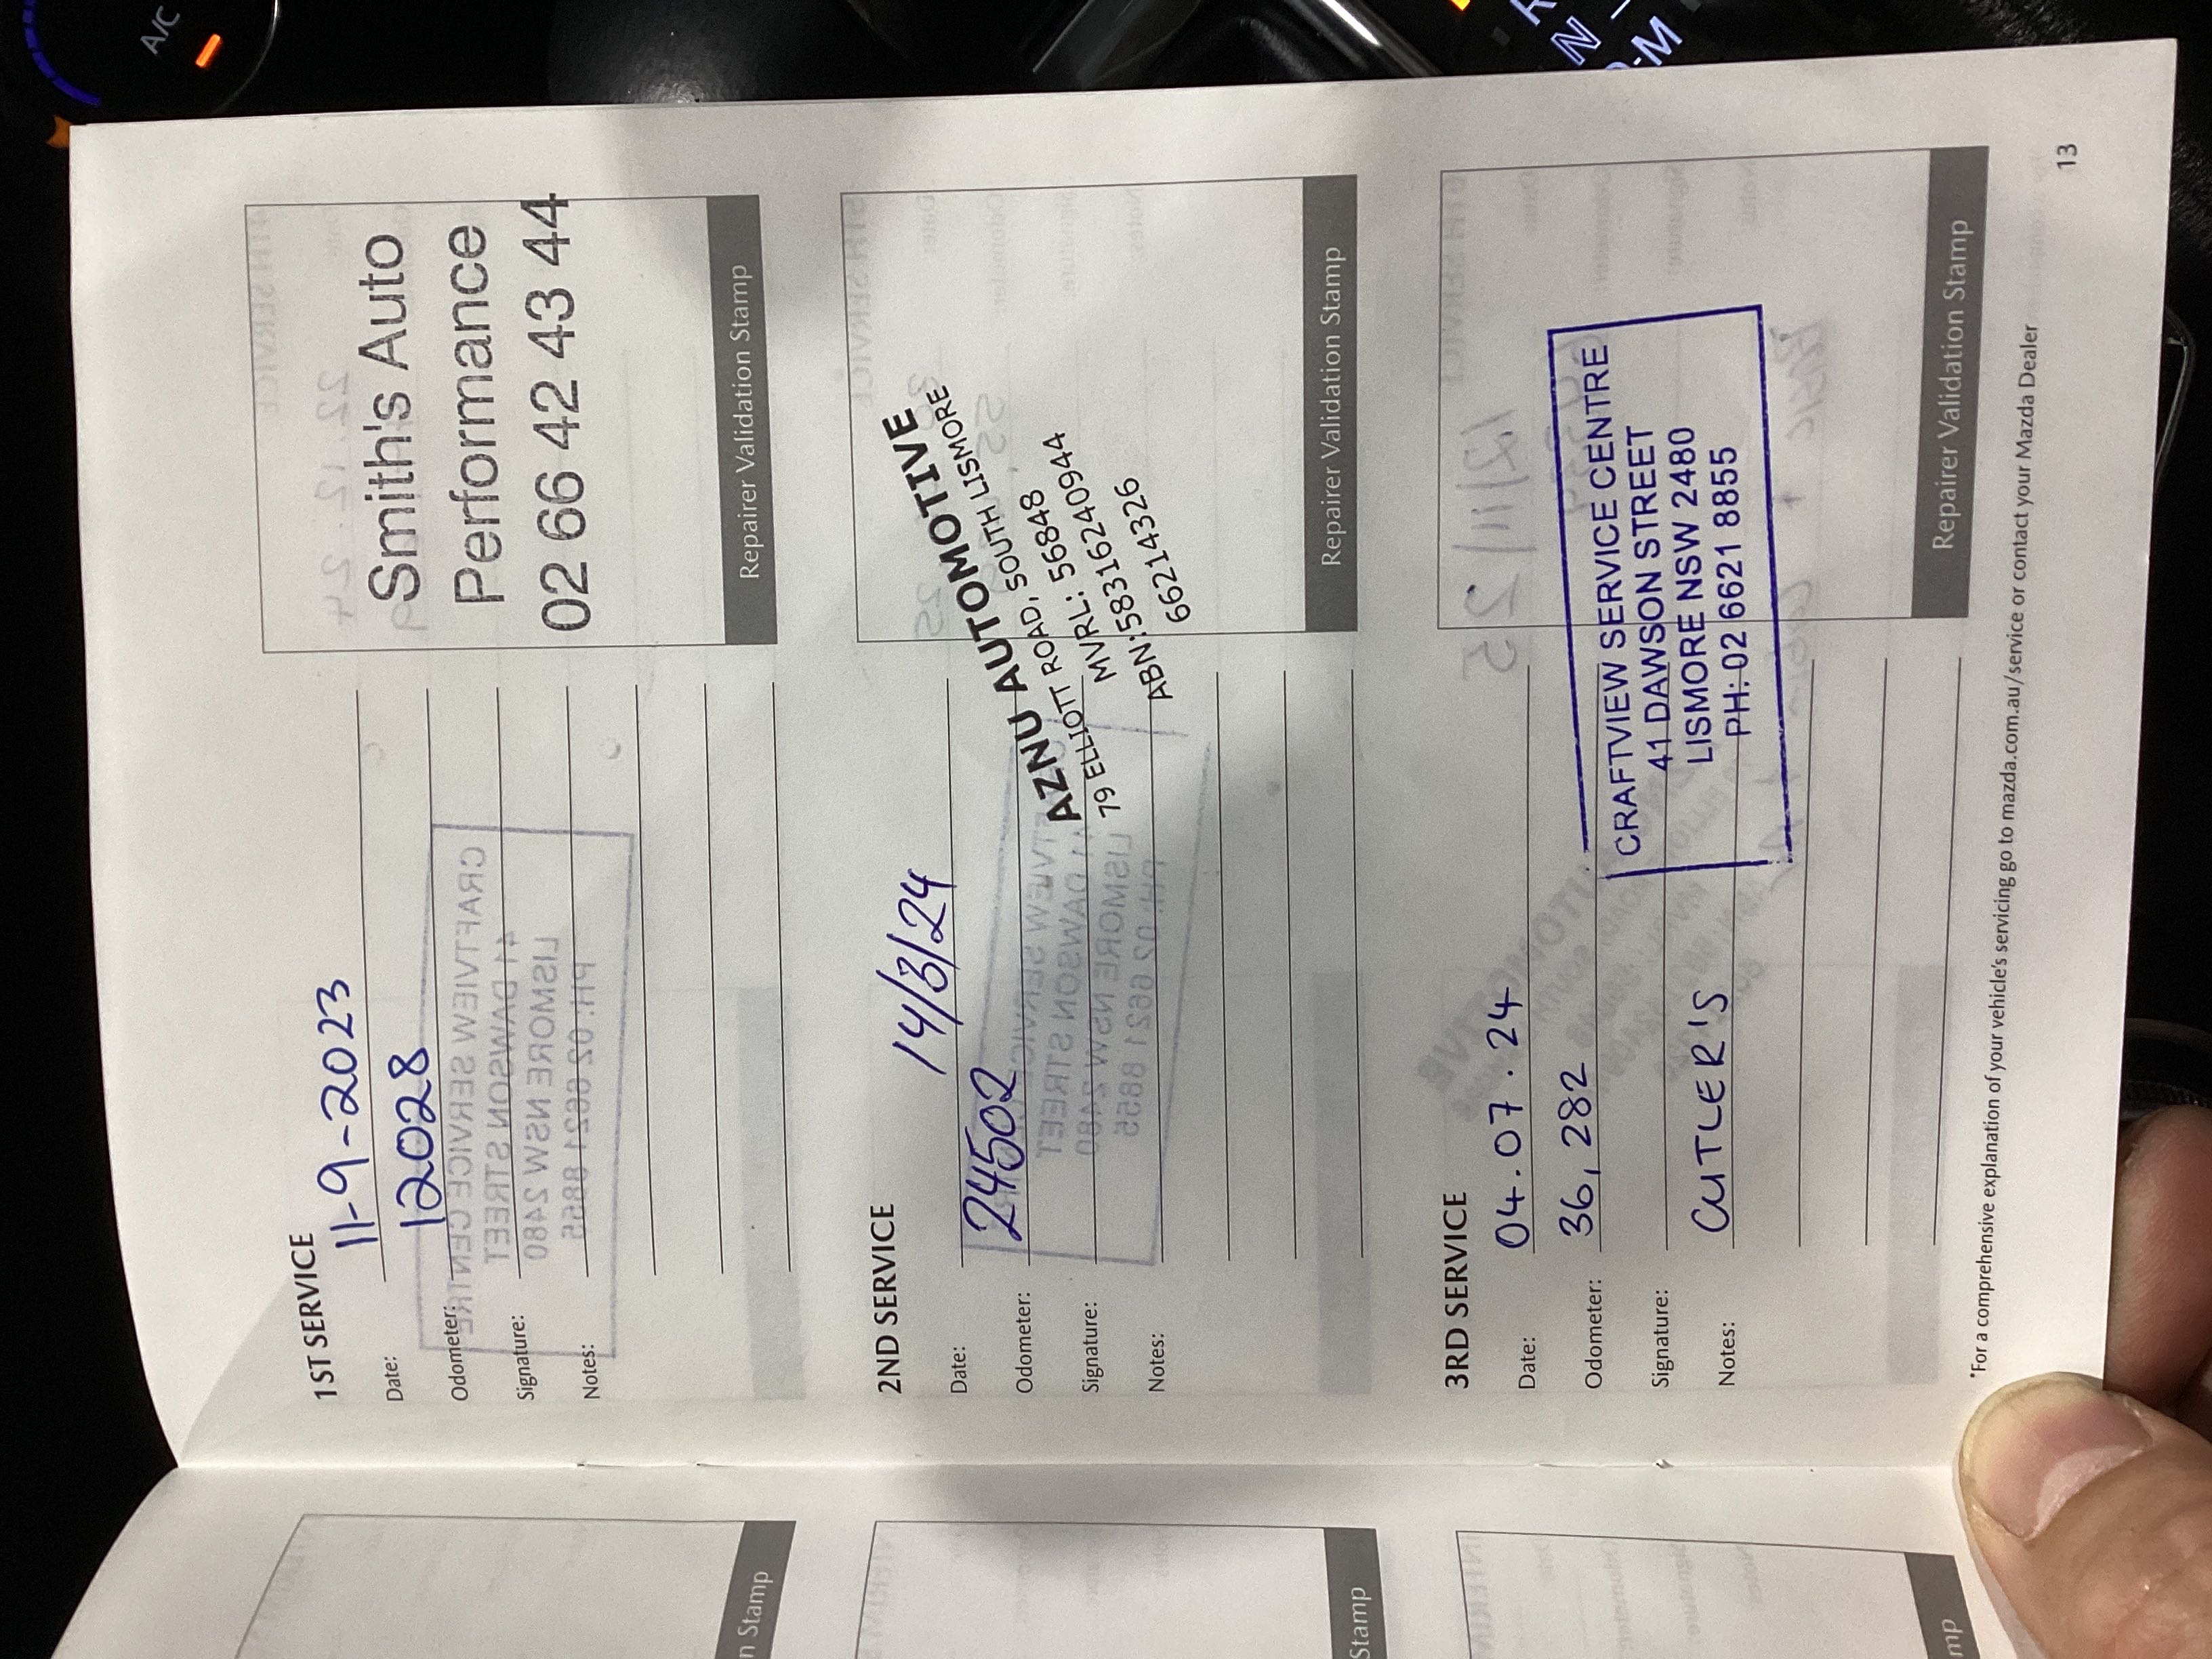 1ST SERVICE
Date: 11-9-2023
Odometer: 12028
Signature:
Notes:
Smith's Auto
Performance
02 66 42 43 44
Repairer Validation Stamp
2ND SERVICE
Date: 14/3/24
Odometer: 24502
Signature:
Notes:
AZNU AUTOMOTIVE
79 ELLIOTT ROAD, SOUTH LISMORE
MVRL: 56848
ABN:58316240944
66214326
Repairer Validation Stamp
3RD SERVICE
Date: 04.07.24
Odometer: 36,282
Signature:
Notes: CUTLER'S
CRAFTVIEW SERVICE CENTRE
41 DAWSON STREET
LISMORE NSW 2480
PH: 02 6621 8855
Repairer Validation Stamp
*For a comprehensive explanation of your vehicle's servicing go to mazda.com.au/service or contact your Mazda Dealer
13
n Stamp
Stamp
mp
A/C
N
-M